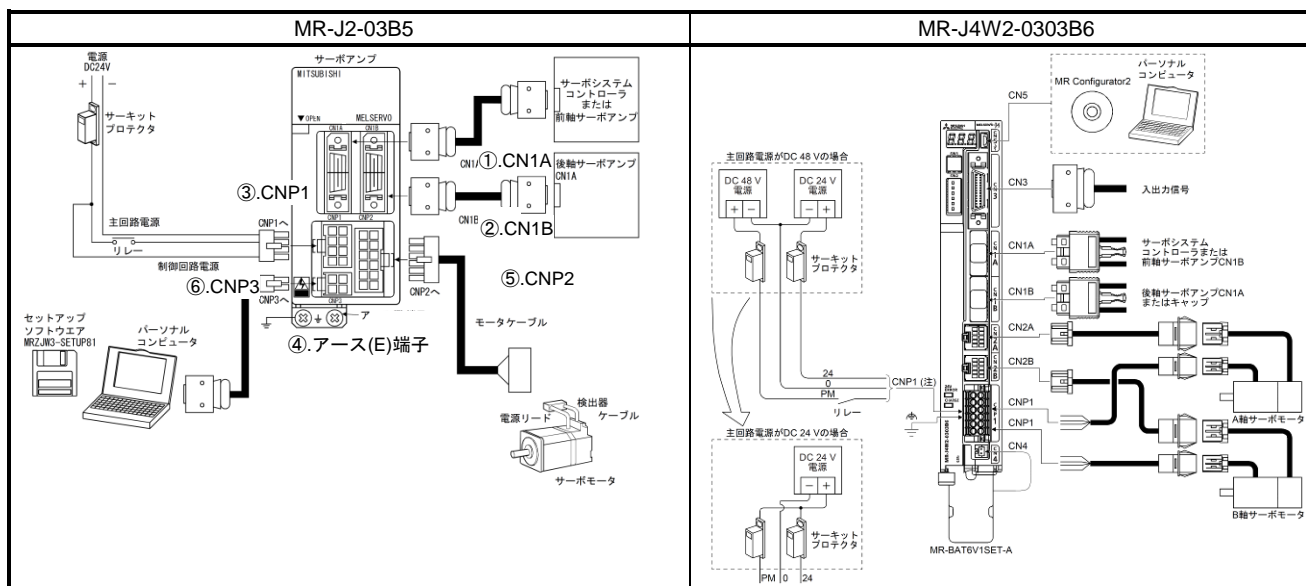 MR-J2-03B5
MR-J4W2-0303B6
電源
DC24V
+ −
サーキット
プロテクタ
主回路電源
リレー
制御回路電源
サーボアンプ
MITSUBISHI
▼OPEN MELSERVO
CN1A CN1B
CNP1 CNP2
CNP3
CNP1へ
CNP3へ
CNP2へ
サーボシステム
コントローラ
または
前軸サーボアンプ
CN1A
①.CN1A
後軸サーボアンプ
CN1A
CN1B
②.CN1B
③.CNP1
⑤.CNP2
⑥.CNP3
ア
④.アース(E)端子
モータケーブル
セットアップ
ソフトウエア
MRZJW3-SETUP81
パーソナル
コンピュータ
検出器
ケーブル
電源リード
サーボモータ
パーソナル
コンピュータ
MR Configurator2
CN5
主回路電源がDC 48 Vの場合
DC 48 V
電源
DC 24 V
電源
+ − − +
サーキット
プロテクタ
CN3
入出力信号
CN1A
サーボシステム
コントローラまたは
前軸サーボアンプCN1B
CN1B
後軸サーボアンプCN1A
またはキャップ
CN2A
CN2B
24
0
PM
CNP1 (注)
リレー
CNP1
A軸サーボモータ
CNP1
CN4
B軸サーボモータ
主回路電源がDC 24 Vの場合
DC 24 V
電源
− +
サーキット
プロテクタ
PM 0 24
MR-J4W2-0303B6
MR-BAT6V1SET-A